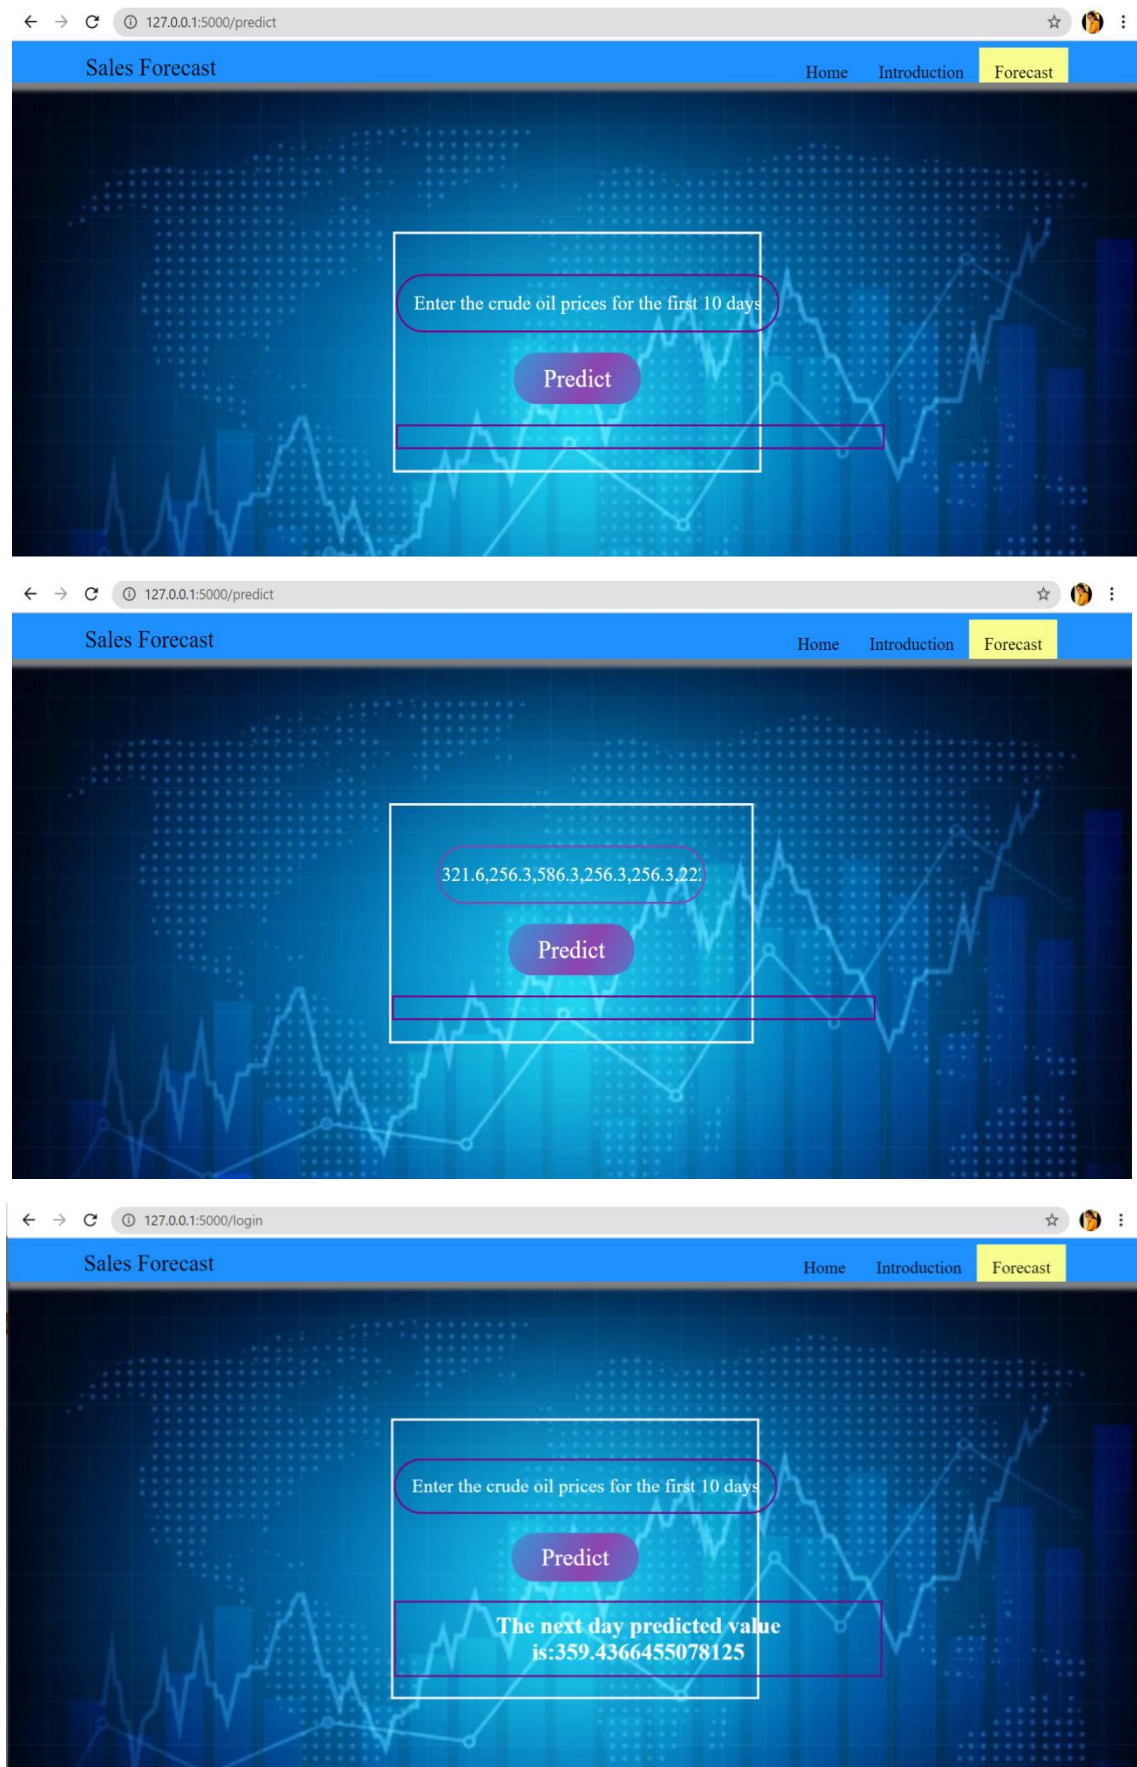 127.0.0.1:5000/predict
Sales Forecast
Home Introduction Forecast
Enter the crude oil prices for the first 10 days
Predict
127.0.0.1:5000/predict
Sales Forecast
Home Introduction Forecast
321.6,256.3,586.3,256.3,256.3,22
Predict
127.0.0.1:5000/login
Sales Forecast
Home Introduction Forecast
Enter the crude oil prices for the first 10 days
Predict
The next day predicted value
is:359.4366455078125